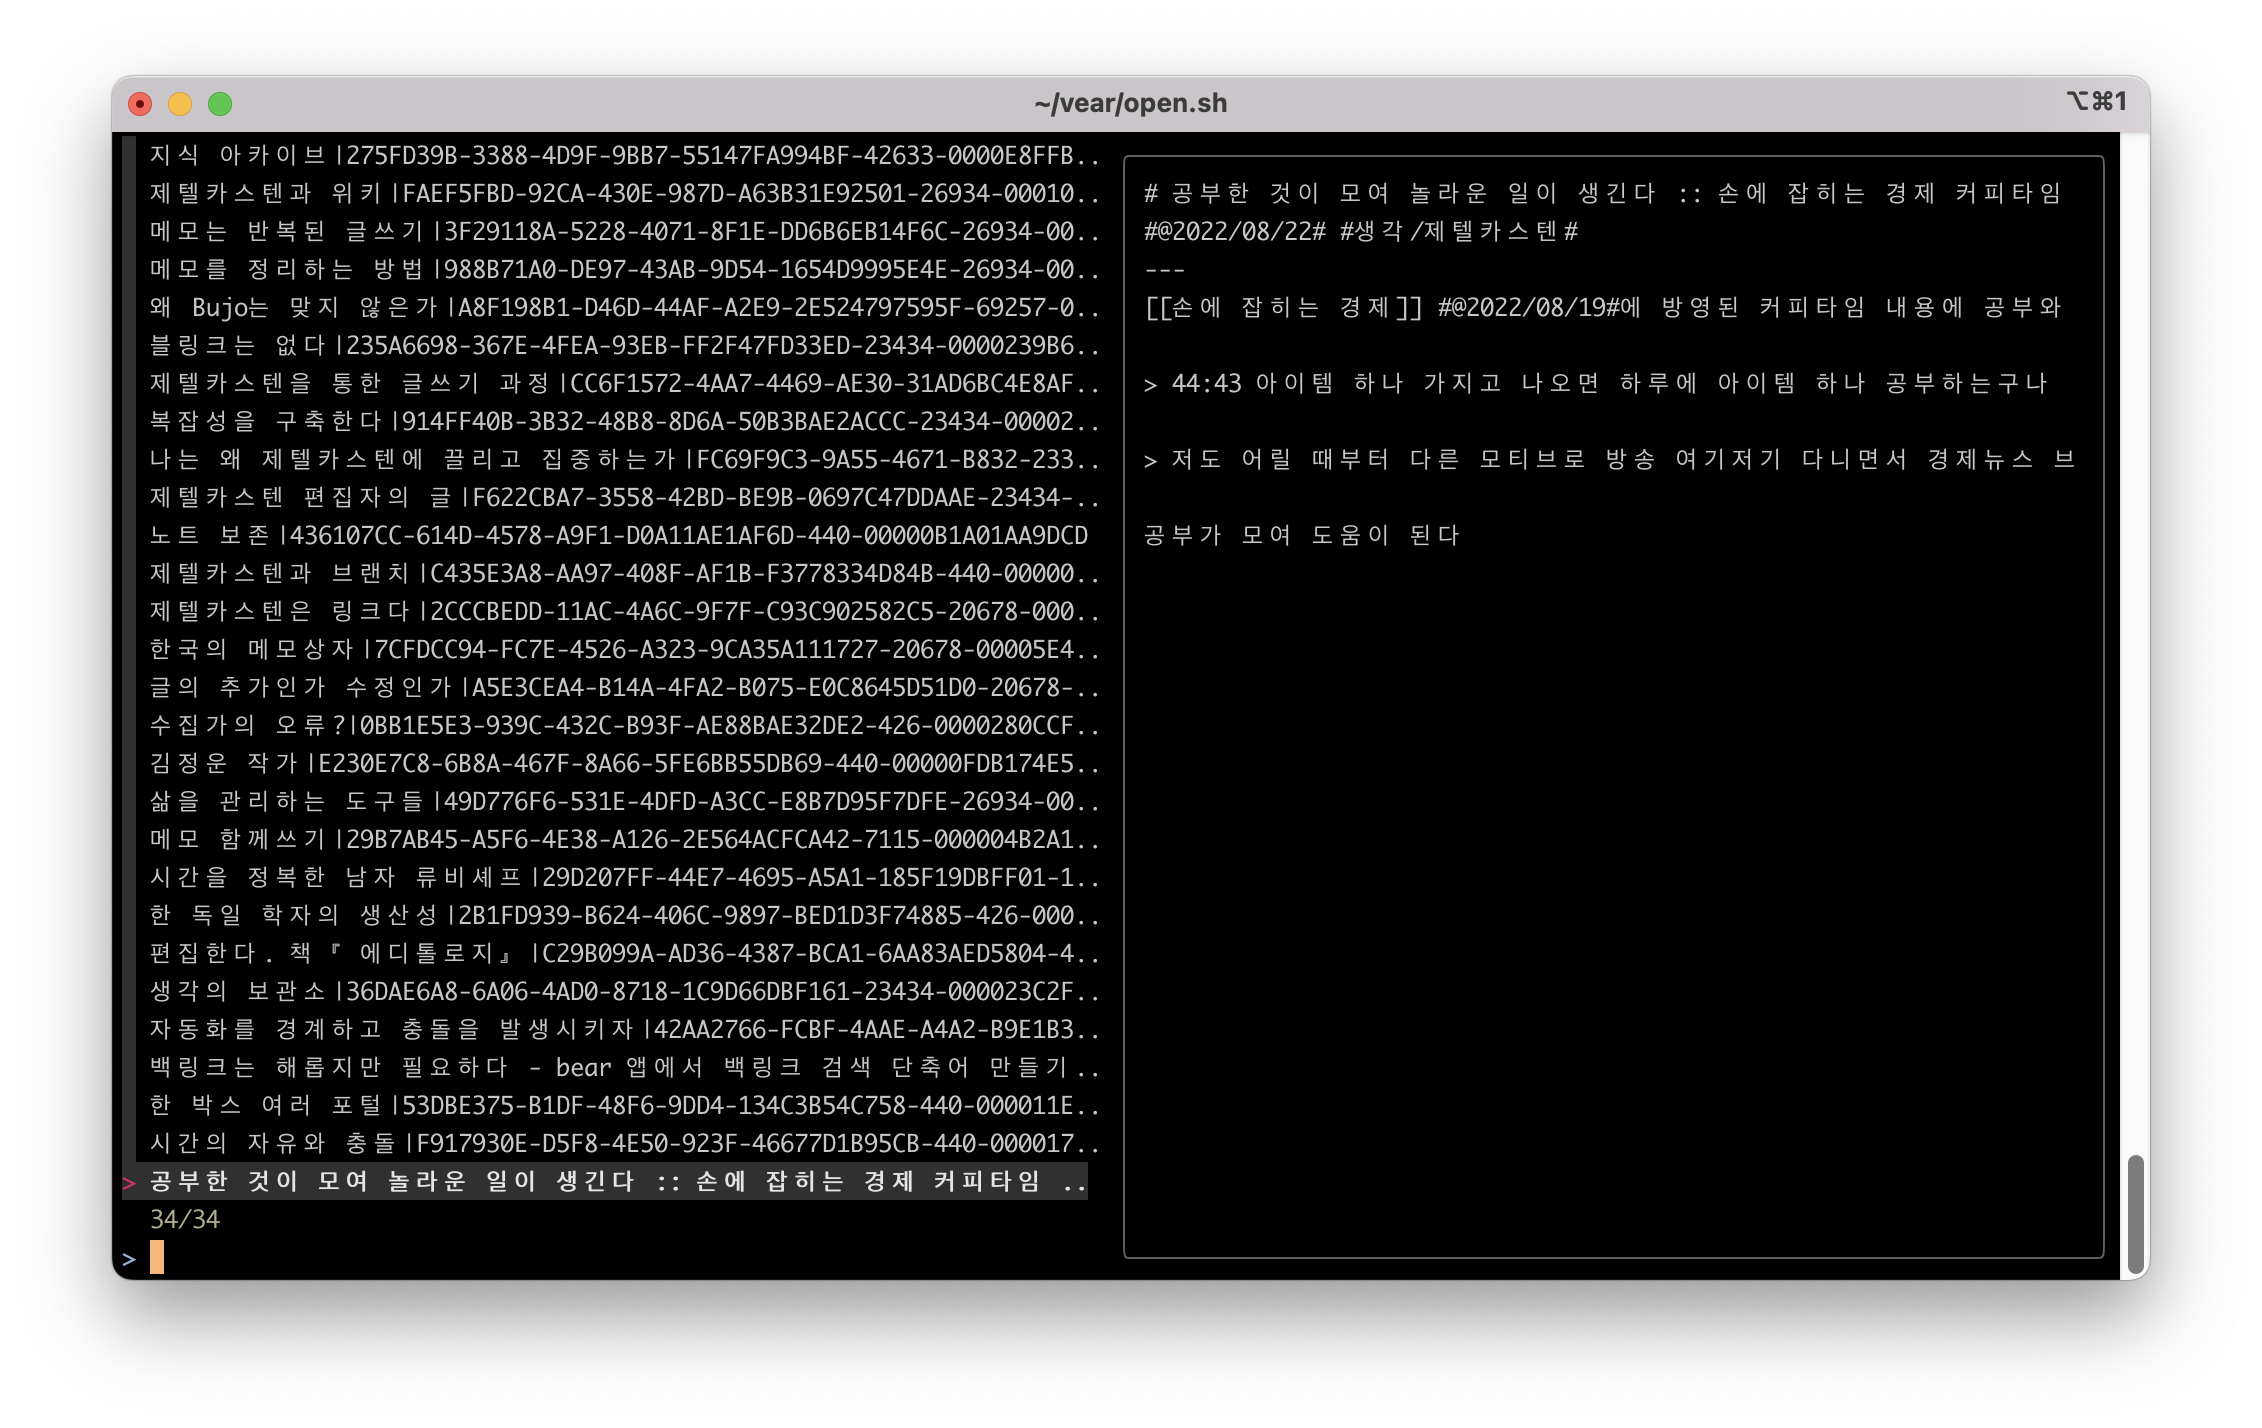 ~/vear/open.sh
⌥⌘1
지식 아카이브|275FD39B-3388-4D9F-9BB7-55147FA994BF-42633-0000E8FFB..
제텔카스텐과 위키|FAEF5FBD-92CA-430E-987D-A63B31E92501-26934-00010..
메모는 반복된 글쓰기|3F29118A-5228-4071-8F1E-DD6B6EB14F6C-26934-00..
메모를 정리하는 방법|988B71A0-DE97-43AB-9D54-1654D9995E4E-26934-00..
왜 Bujo는 맞지 않은가|A8F198B1-D46D-44AF-A2E9-2E524797595F-69257-0..
블링크는 없다|235A6698-367E-4FEA-93EB-FF2F47FD33ED-23434-0000239B6..
제텔카스텐을 통한 글쓰기 과정|CC6F1572-4AA7-4469-AE30-31AD6BC4E8AF..
복잡성을 구축한다|914FF40B-3B32-48B8-8D6A-50B3BAE2ACCC-23434-00002..
나는 왜 제텔카스텐에 끌리고 집중하는가|FC69F9C3-9A55-4671-B832-233..
제텔카스텐 편집자의 글|F622CBA7-3558-42BD-BE9B-0697C47DDAAE-23434-..
노트 보존|436107CC-614D-4578-A9F1-D0A11AE1AF6D-440-00000B1A01AA9DCD
제텔카스텐과 브랜치|C435E3A8-AA97-408F-AF1B-F3778334D84B-440-00000..
제텔카스텐은 링크다|2CCCBEDD-11AC-4A6C-9F7F-C93C902582C5-20678-000..
한국의 메모상자|7CFDCC94-FC7E-4526-A323-9CA35A111727-20678-00005E4..
글의 추가인가 수정인가|A5E3CEA4-B14A-4FA2-B075-E0C8645D51D0-20678-..
수집가의 오류?|0BB1E5E3-939C-432C-B93F-AE88BAE32DE2-426-0000280CCF..
김정운 작가|E230E7C8-6B8A-467F-8A66-5FE6BB55DB69-440-00000FDB174E5..
삶을 관리하는 도구들|49D776F6-531E-4DFD-A3CC-E8B7D95F7DFE-26934-00..
메모 함께쓰기|29B7AB45-A5F6-4E38-A126-2E564ACFCA42-7115-000004B2A1..
시간을 정복한 남자 류비셰프|29D207FF-44E7-4695-A5A1-185F19DBFF01-1..
한 독일 학자의 생산성|2B1FD939-B624-406C-9897-BED1D3F74885-426-000..
편집한다. 책『 에디톨로지』|C29B099A-AD36-4387-BCA1-6AA83AED5804-4..
생각의 보관소|36DAE6A8-6A06-4AD0-8718-1C9D66DBF161-23434-000023C2F..
자동화를 경계하고 충돌을 발생시키자|42AA2766-FCBF-4AAE-A4A2-B9E1B3..
백링크는 해롭지만 필요하다 - bear 앱에서 백링크 검색 단축어 만들기..
한 박스 여러 포털|53DBE375-B1DF-48F6-9DD4-134C3B54C758-440-000011E..
시간의 자유와 충돌|F917930E-D5F8-4E50-923F-46677D1B95CB-440-000017..
> 공부한 것이 모여 놀라운 일이 생긴다 :: 손에 잡히는 경제 커피타임 ..
34/34
>
# 공부한 것이 모여 놀라운 일이 생긴다 :: 손에 잡히는 경제 커피타임
#@2022/08/22# #생각/제텔카스텐#
---
[[손에 잡히는 경제]] #@2022/08/19#에 방영된 커피타임 내용에 공부와
> 44:43 아이템 하나 가지고 나오면 하루에 아이템 하나 공부하는구나
> 저도 어릴 때부터 다른 모티브로 방송 여기저기 다니면서 경제뉴스 브
공부가 모여 도움이 된다